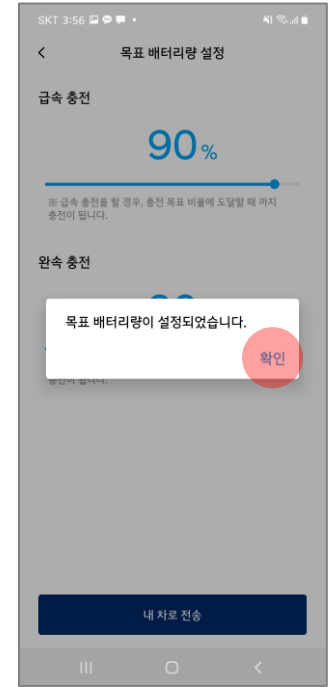 SKT 3:56
목표 배터리량 설정
급속 충전
90%
※ 급속 충전을 할 경우, 충전 목표 비율에 도달할 때 까지
충전이 됩니다.
완속 충전
목표 배터리량이 설정되었습니다.
확인
충전이 됩니다.
내 차로 전송